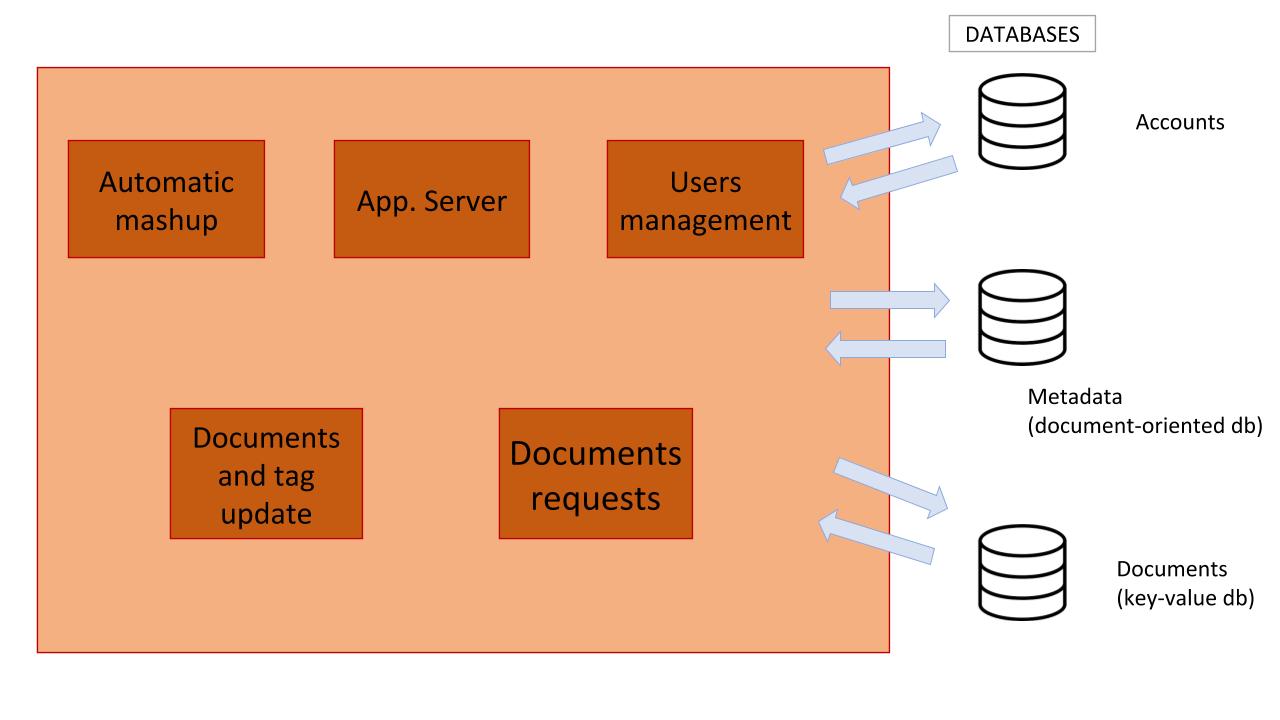 DATABASES
Accounts
Automatic
mashup
App. Server
Users
management
Metadata
(document-oriented db)
Documents
and tag
update
Documents
requests
Documents
(key-value db)